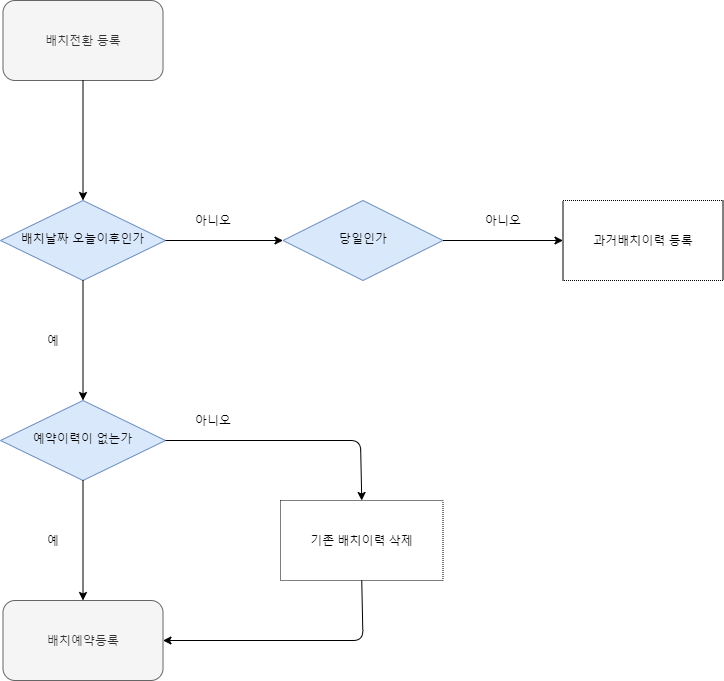 배치전환 등록
배치날짜 오늘이후인가
아니오
당일인가
아니오
과거배치이력 등록
예
예약이력이 없는가
아니오
기존 배치이력 삭제
예
배치예약등록